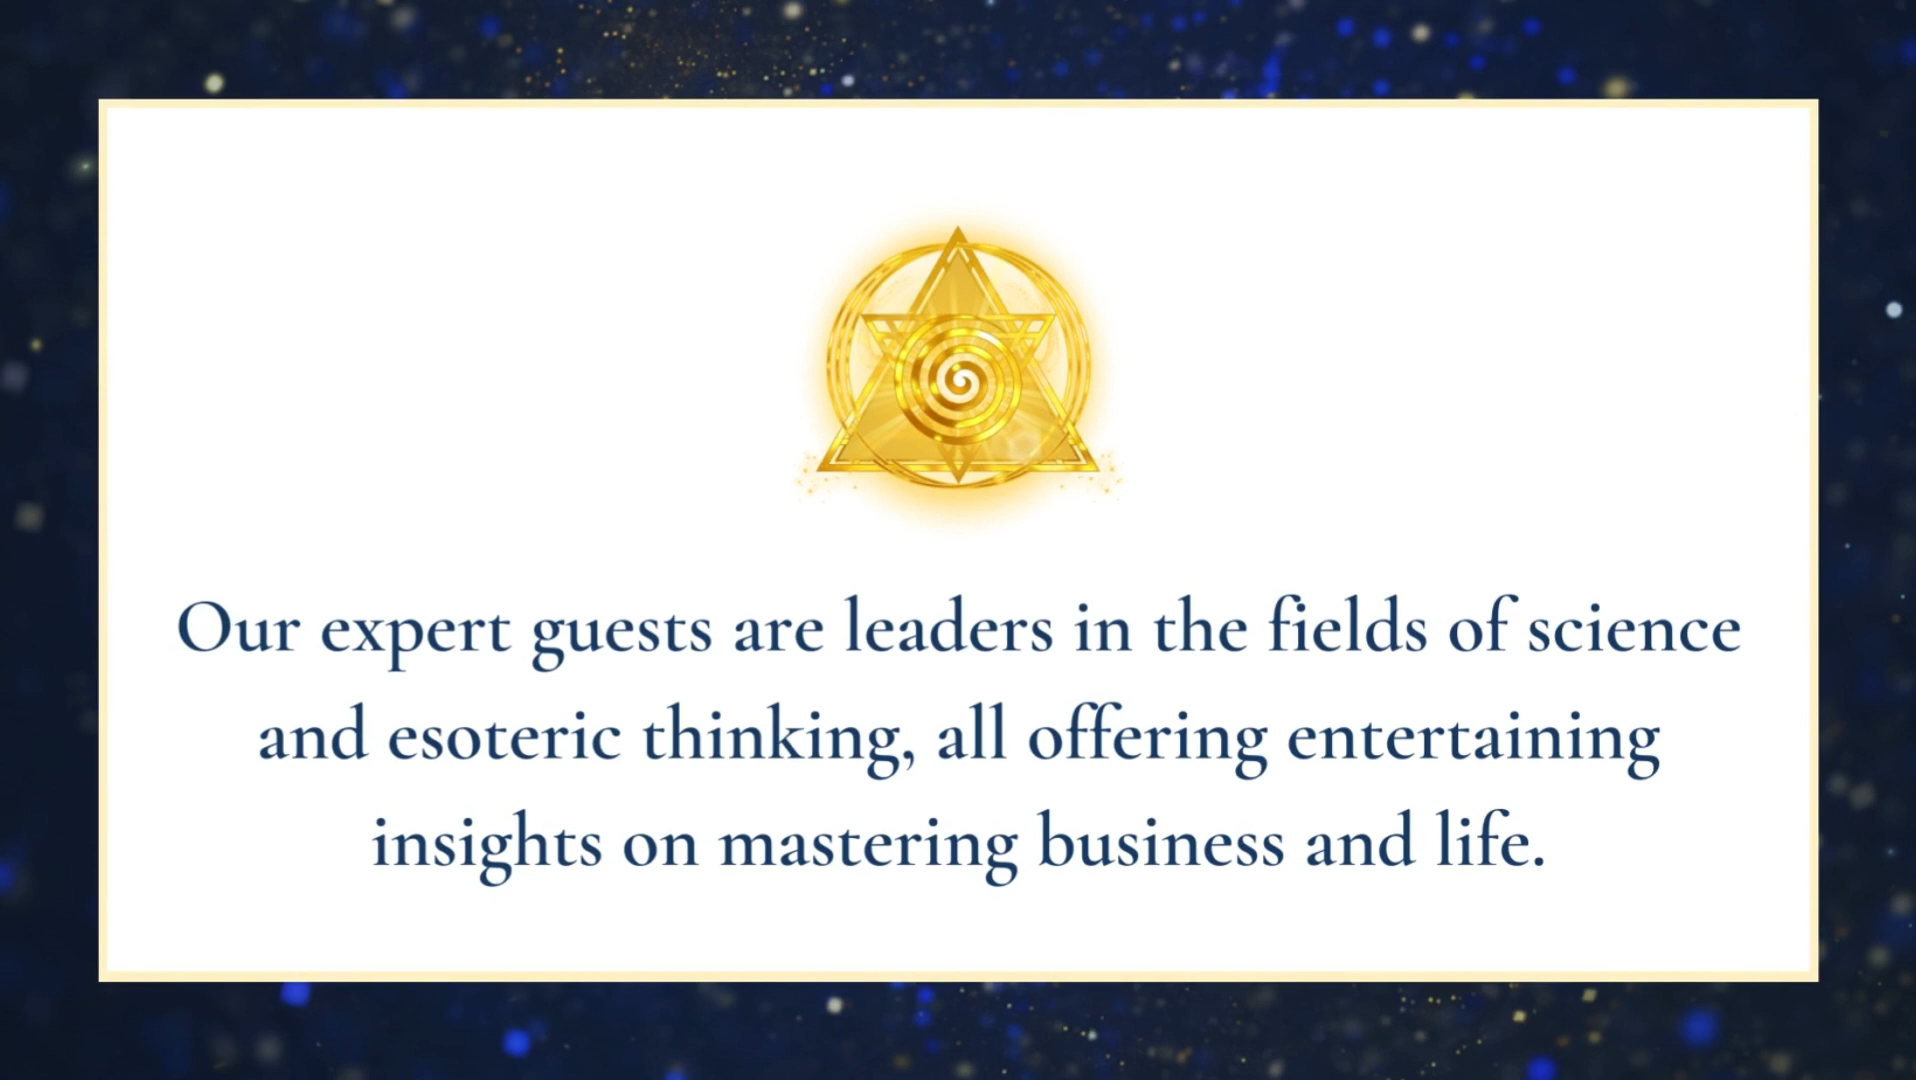 Our expert guests are leaders in the fields of science
and esoteric thinking, all offering entertaining
insights on mastering business and life.